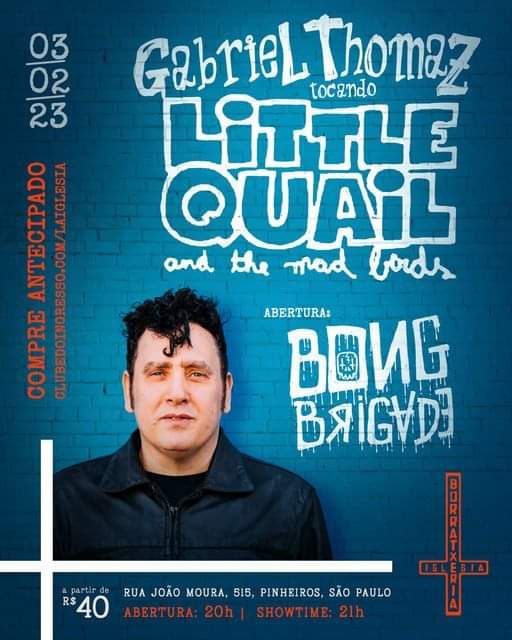 03
02
23
GabrieL ThomaZ
tocando
LiTTLE
QUAiL
and the mad birds
COMPRE ANTECIPADO
CLUBEDOINGRESSO.COM/LAIGLESIA
ABERTURA:
BONG
BRIGADE
BORRATXERIA
IGLESIA
a partir de
R$40
RUA JOÃO MOURA, 515, PINHEIROS, SÃO PAULO
ABERTURA: 20h | SHOWTIME: 21h